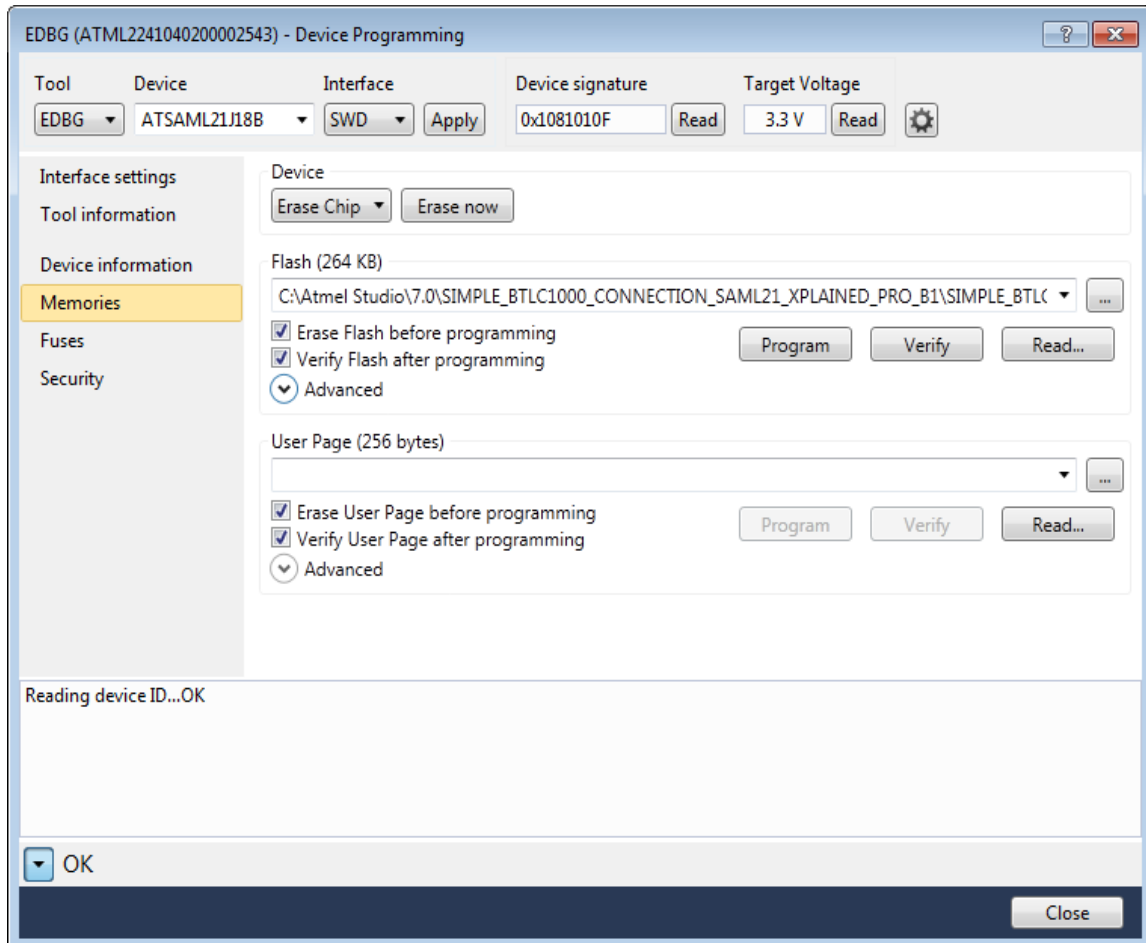 EDBG (ATML2241040200002543) - Device Programming
Tool Device Interface Device signature Target Voltage
EDBG ATSAML21J18B SWD Apply 0x1081010F Read 3.3 V Read
Interface settings
Tool information
Device information
Memories
Fuses
Security
Device
Erase Chip Erase now
Flash (264 KB)
C:\Atmel Studio\7.0\SIMPLE_BTLC1000_CONNECTION_SAML21_XPLAINED_PRO_B1\SIMPLE_BTLC ...
Erase Flash before programming
Verify Flash after programming
Program Verify Read...
Advanced
User Page (256 bytes)
...
Erase User Page before programming
Verify User Page after programming
Program Verify Read...
Advanced
Reading device ID...OK
OK
Close